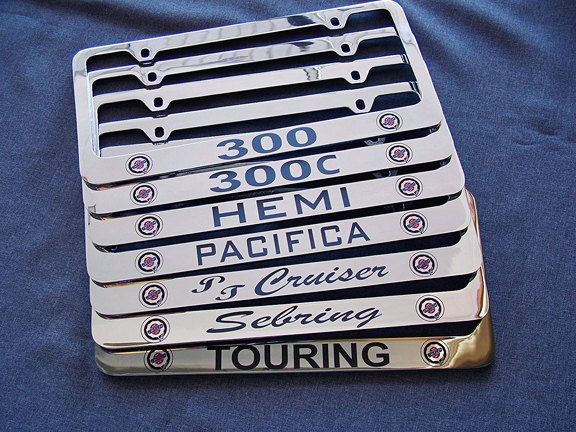 300
300C
HEMI
PACIFICA
PT Cruiser
Sebring
TOURING